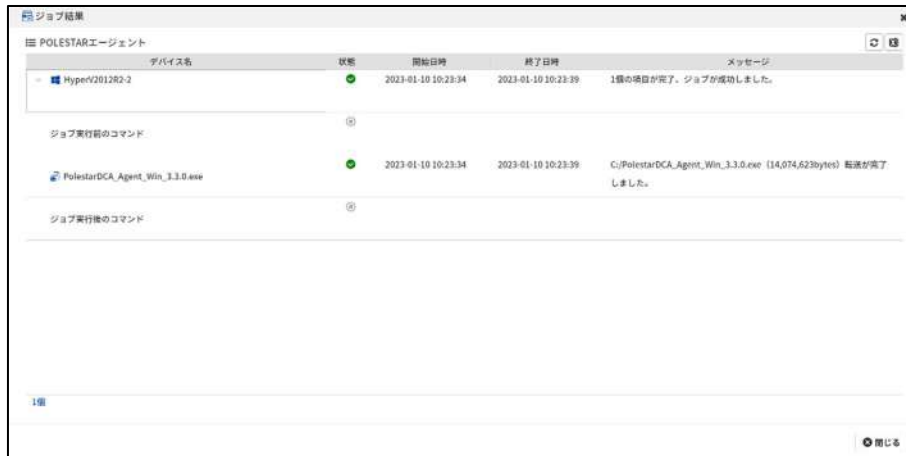 ジョブ結果
POLESTARエージェント
デバイス名 状態 開始日時 終了日時 メッセージ
HyperV2012R2-2 2023-01-10 10:23:34 2023-01-10 10:23:39 1個の項目が完了、ジョブが成功しました。
ジョブ実行前のコマンド
PolestarDCA_Agent_Win_3.3.0.exe 2023-01-10 10:23:34 2023-01-10 10:23:39 C:/PolestarDCA_Agent_Win_3.3.0.exe (14,074,623bytes) 転送が完了
しました。
ジョブ実行後のコマンド
1個
閉じる